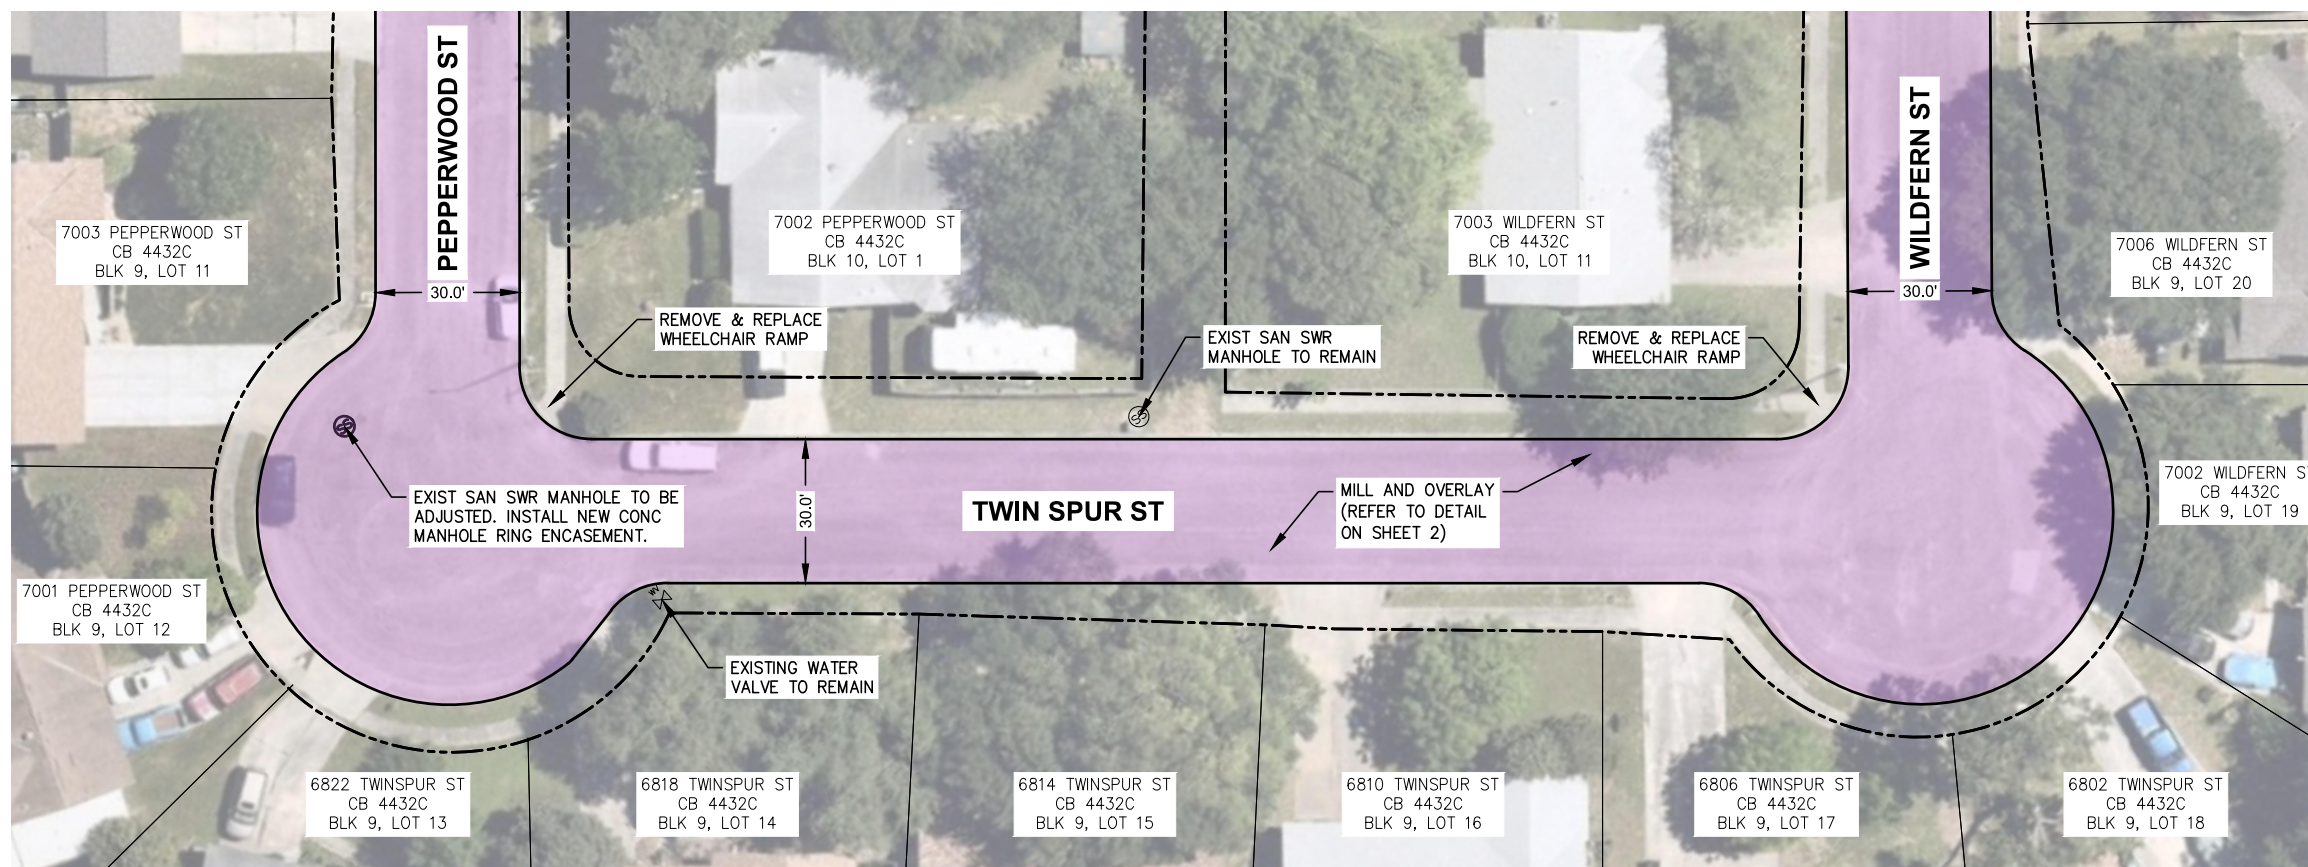 PEPPERWOOD ST
30.0'
WILDFERN ST
30.0'
7003 PEPPERWOOD ST
CB 4432C
BLK 9, LOT 11
7002 PEPPERWOOD ST
CB 4432C
BLK 10, LOT 1
7003 WILDFERN ST
CB 4432C
BLK 10, LOT 11
7006 WILDFERN ST
CB 4432C
BLK 9, LOT 20
REMOVE & REPLACE
WHEELCHAIR RAMP
EXIST SAN SWR
MANHOLE TO REMAIN
REMOVE & REPLACE
WHEELCHAIR RAMP
SS
SS
EXIST SAN SWR MANHOLE TO BE
ADJUSTED. INSTALL NEW CONC
MANHOLE RING ENCASEMENT.
30.0'
TWIN SPUR ST
MILL AND OVERLAY
(REFER TO DETAIL
ON SHEET 2)
7002 WILDFERN S
CB 4432C
BLK 9, LOT 19
7001 PEPPERWOOD ST
CB 4432C
BLK 9, LOT 12
WV
EXISTING WATER
VALVE TO REMAIN
6822 TWINSPUR ST
CB 4432C
BLK 9, LOT 13
6818 TWINSPUR ST
CB 4432C
BLK 9, LOT 14
6814 TWINSPUR ST
CB 4432C
BLK 9, LOT 15
6810 TWINSPUR ST
CB 4432C
BLK 9, LOT 16
6806 TWINSPUR ST
CB 4432C
BLK 9, LOT 17
6802 TWINSPUR ST
CB 4432C
BLK 9, LOT 18